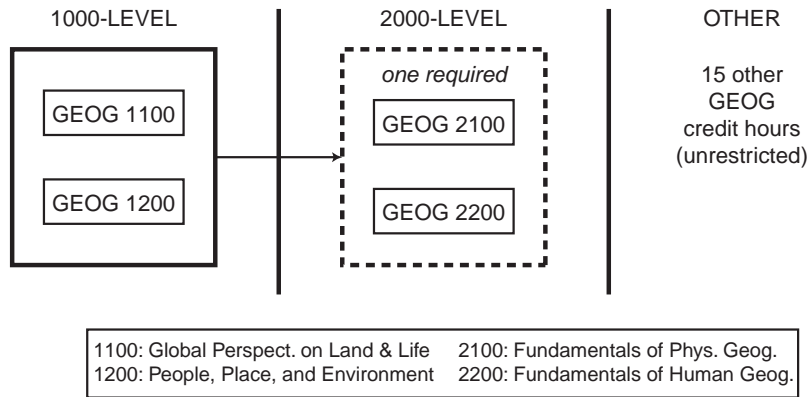 1000-LEVEL
2000-LEVEL
OTHER
GEOG 1100
GEOG 1200
one required
GEOG 2100
GEOG 2200
15 other
GEOG
credit hours
(unrestricted)
1100: Global Perspect. on Land & Life 2100: Fundamentals of Phys. Geog.
1200: People, Place, and Environment 2200: Fundamentals of Human Geog.